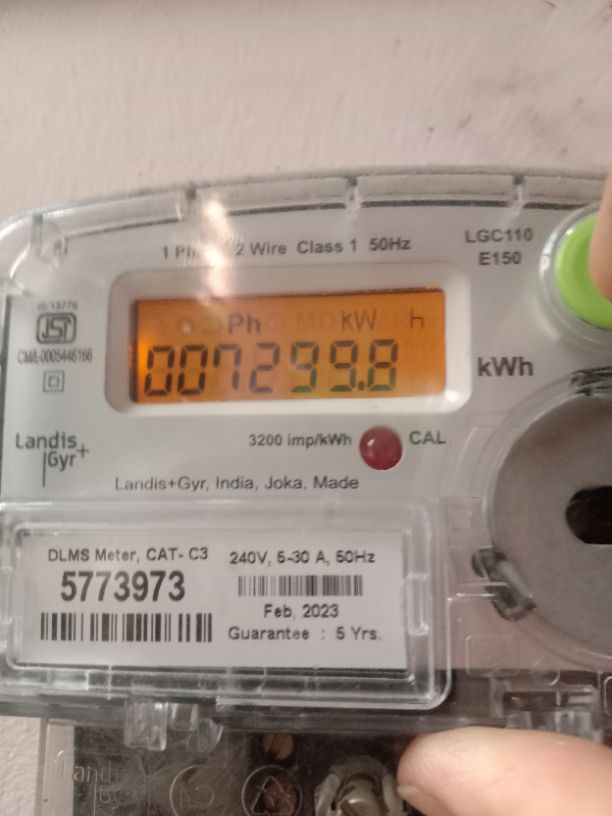 1 Ph 2 Wire Class 1 50Hz
LGC110
E150
IS:13779
CM/L-0005446166
Ph kW h
007299.8
kWh
3200 imp/kWh CAL
Landis
Gyr+
Landis+Gyr, India, Joka, Made
DLMS Meter, CAT- C3
5773973
240V, 5-30 A, 50Hz
Feb, 2023
Guarantee : 5 Yrs.